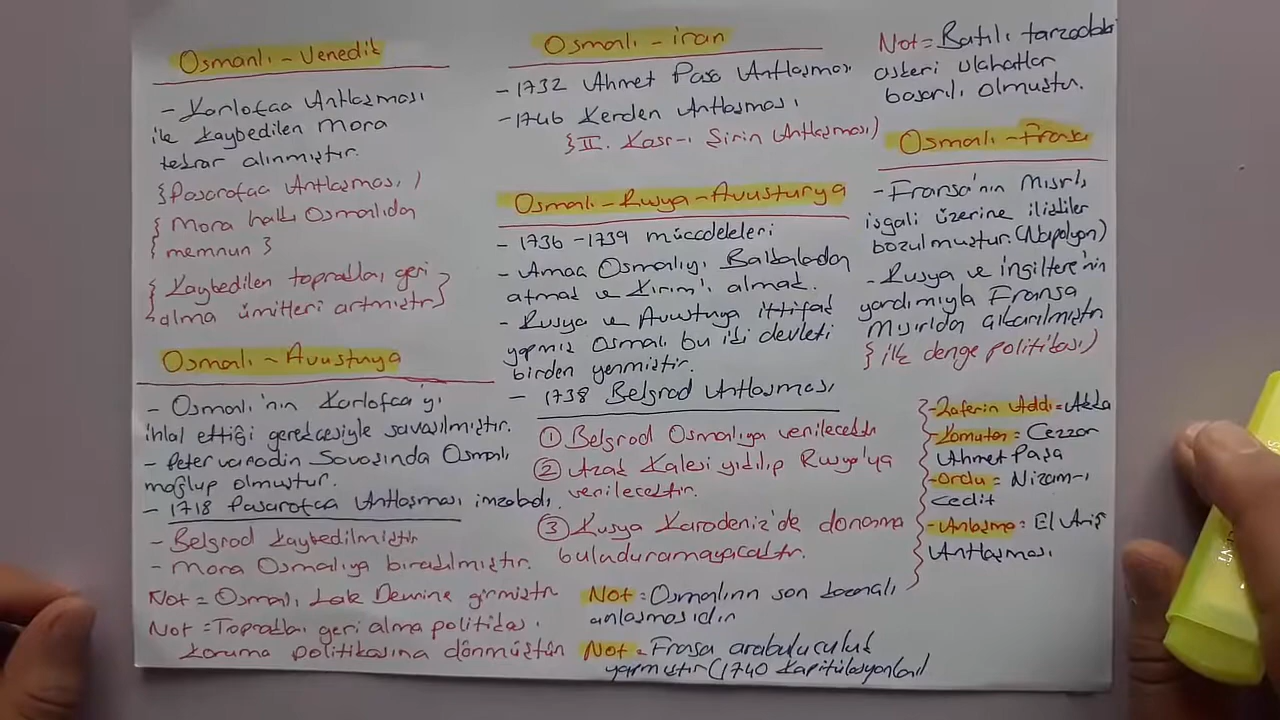 Osmanlı - Venedik
- Karlofça Antlaşması
ile kaybedilen Mora
tekrar alınmıştır.
{Pasarofça Antlaşması)
{Mora halkı Osmanlıdan
{memnun}
{Kaybedilen toprakları geri
alma ümitleri artmıştır}
Osmanlı - Avusturya
- Osmanlı'nın Karlofça'yı
ihlal ettiği gerekçesiyle savaşılmıştır.
- Petervaradin Savaşında Osmanlı
mağlup olmuştur.
- 1718 Pasarofça Antlaşması imzaladı,
- Belgrad kaybedilmiştir
- Mora Osmanlıya bırakılmıştır.
Not = Osmanlı Lale Devrine girmiştir
Not = Toprakları geri alma politikası,
koruma politikasına dönmüştür
Osmanlı - iran
- 1732 Ahmet Paşa Antlaşması
- 1746 Kerden Antlaşması
{II. Kasr-ı Şirin Antlaşması)
Osmanlı - Rusya - Avusturya
- 1736 - 1739 mücadeleleri
- Amaç Osmanlıyı Balkanlardan
atmak ve Kırım'ı almak.
- Rusya ve Avusturya ittifak
yapmış Osmanlı bu iki devleti
birden yenmiştir.
- 1738 Belgrad Antlaşması
① Belgrad Osmanlıya verilecektir
② Azak Kalesi yıkılıp Rusya'ya
verilecektir.
③ Rusya Karadeniz'de donanma
bulunduramayacaktır.
Not = Osmanlının son kazançlı
anlaşmasıdır
Not = Fransa arabuluculuk
yapmıştır (1740 Kapitülasyonları)
Not = Batılı tarzdaki
askeri ıslahatlar
başarılı olmuştur.
Osmanlı - Fransa
- Fransa'nın Mısır'ı
işgali üzerine ilişkiler
bozulmuştur. (Napolyon)
- Rusya ve ingiltere'nin
yardımıyla Fransa
Mısırdan çıkarılmıştır
{ilk denge politikası)
- Zaferin Adı = Akka
- Komutan = Cezzar
Ahmet Paşa
- Ordu = Nizam-ı
cedit
- Anlaşma = El Ariş
Antlaşması